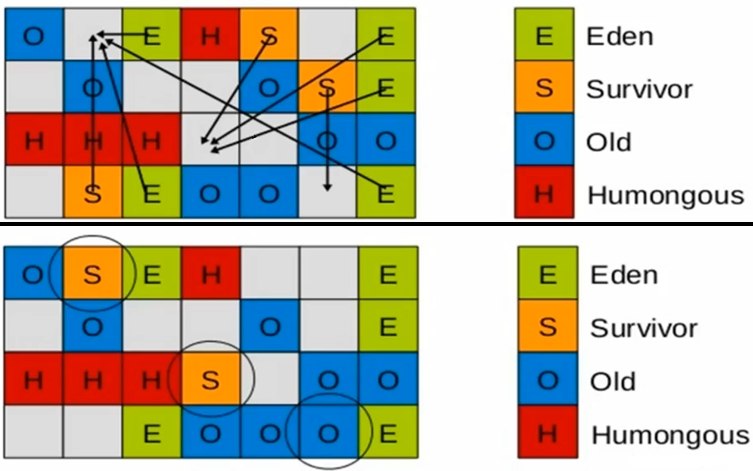 O E H S E E Eden
O O S E S Survivor
H H H O O O Old
S E O O E H Humongous
O S E H E E Eden
O O E S Survivor
H H H S O O O Old
E O O O E H Humongous